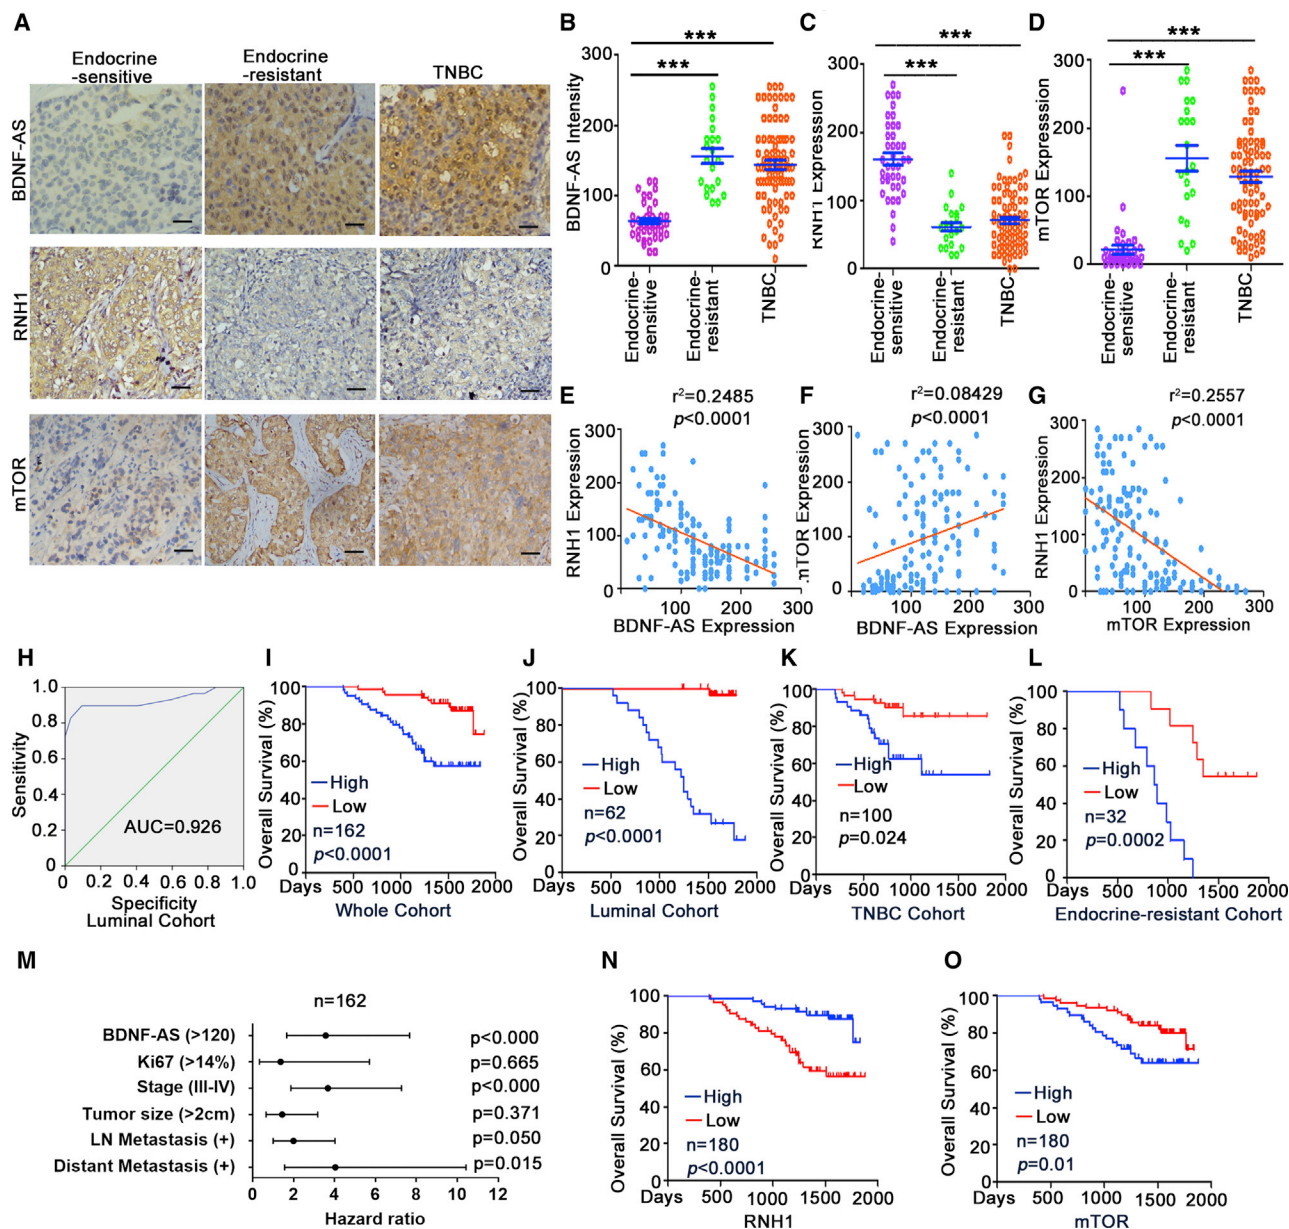 A
Endocrine
-sensitive
Endocrine
-resistant
TNBC
BDNF-AS
RNH1
mTOR
B
BDNF-AS Intensity
300
200
100
0
***
***
Endocrine-
sensitive
Endocrine-
resistant
TNBC
C
RNH1 Expresssion
300
200
100
0
***
***
Endocrine-
sensitive
Endocrine-
resistant
TNBC
D
mTOR Expression
300
200
100
0
***
***
Endocrine-
sensitive
Endocrine-
resistant
TNBC
E
r²=0.2485
p<0.0001
RNH1 Expression
300
200
100
0
100 200 300
BDNF-AS Expression
F
r²=0.08429
p<0.0001
mTOR Expression
300
200
100
0
100 200 300
BDNF-AS Expression
G
r²=0.2557
p<0.0001
RNH1 Expression
300
200
100
0
100 200 300
mTOR Expression
H
Sensitivity
1.0
0.8
0.6
0.4
0.2
0
AUC=0.926
0 0.2 0.4 0.6 0.8 1.0
Specificity
Luminal Cohort
I
Overall Survival (%)
100
80
60
40
20
0
High
Low
n=162
p<0.0001
Days 500 1000 1500 2000
Whole Cohort
J
Overall Survival (%)
100
80
60
40
20
0
High
Low
n=62
p<0.0001
Days 500 1000 1500 2000
Luminal Cohort
K
Overall Survival (%)
100
80
60
40
20
0
High
Low
n=100
p=0.024
Days 500 1000 1500 2000
TNBC Cohort
L
Overall Survival (%)
100
80
60
40
20
0
High
Low
n=32
p=0.0002
Days 500 1000 1500 2000
Endocrine-resistant Cohort
M
n=162
BDNF-AS (>120) p<0.000
Ki67 (>14%) p=0.665
Stage (III-IV) p<0.000
Tumor size (>2cm) p=0.371
LN Metastasis (+) p=0.050
Distant Metastasis (+) p=0.015
0 2 4 6 8 10 12
Hazard ratio
N
Overall Survival (%)
100
80
60
40
20
0
High
Low
n=180
p<0.0001
Days 500 1000 1500 2000
RNH1
O
Overall Survival (%)
100
80
60
40
20
0
High
Low
n=180
p=0.01
Days 500 1000 1500 2000
mTOR